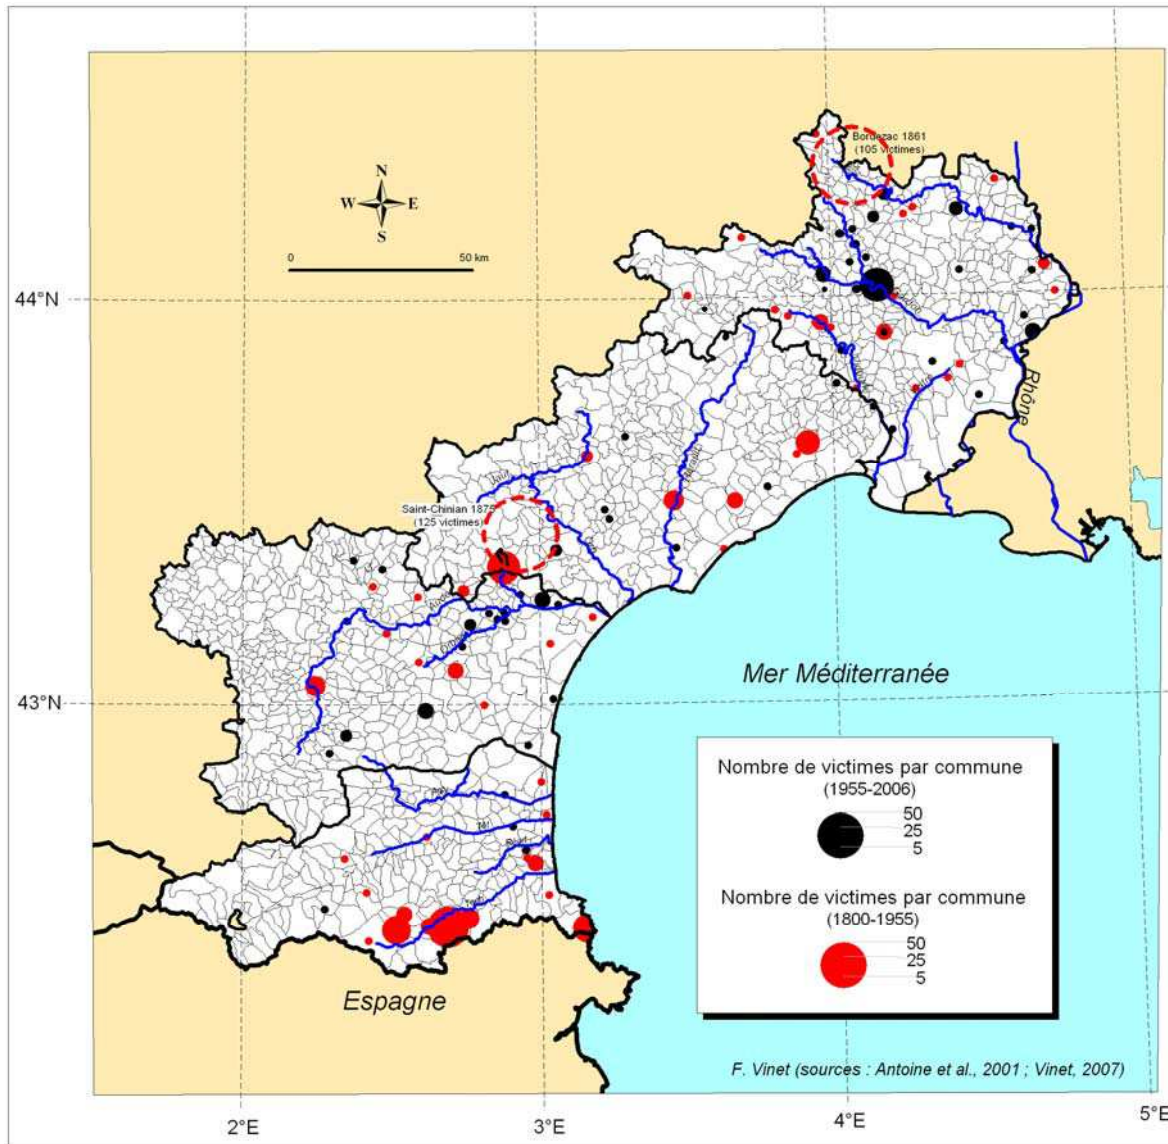 Bordezac 1861
(105 victimes)
N
W E
S
0 50 km
44°N
Rhône
Saint-Chinian 1875
(125 victimes)
Mer Méditerranée
43°N
Nombre de victimes par commune
(1955-2006)
50
25
5
Nombre de victimes par commune
(1800-1955)
50
25
5
Espagne
F. Vinet (sources : Antoine et al., 2001 ; Vinet, 2007)
2°E
3°E
4°E
5°E